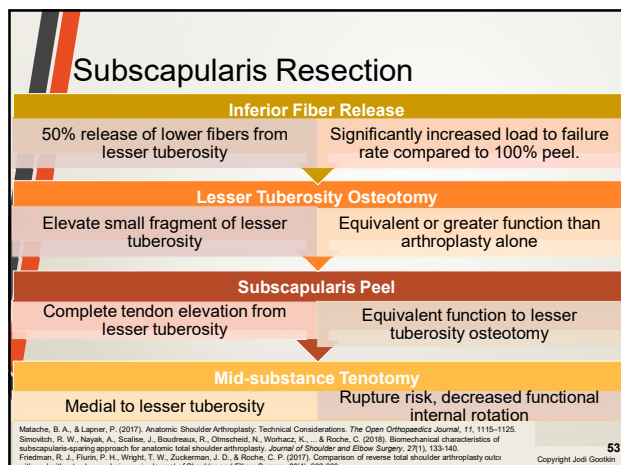 Subscapularis Resection
Inferior Fiber Release
50% release of lower fibers from
lesser tuberosity
Significantly increased load to failure
rate compared to 100% peel.
Lesser Tuberosity Osteotomy
Elevate small fragment of lesser
tuberosity
Equivalent or greater function than
arthroplasty alone
Subscapularis Peel
Complete tendon elevation from
lesser tuberosity
Equivalent function to lesser
tuberosity osteotomy
Mid-substance Tenotomy
Medial to lesser tuberosity
Rupture risk, decreased functional
internal rotation
Matache, B. A., & Lapner, P. (2017). Anatomic Shoulder Arthroplasty: Technical Considerations. The Open Orthopaedics Journal, 11, 1115–1125.
Simovitch, R. W., Nayak, A., Scalise, J., Boudreaux, R., Olmscheid, N., Worhacz, K., ... & Roche, C. (2018). Biomechanical characteristics of
subscapularis-sparing approach for anatomic total shoulder arthroplasty. Journal of Shoulder and Elbow Surgery, 27(1), 133-140.
Friedman, R. J., Flurin, P. H., Wright, T. W., Zuckerman, J. D., & Roche, C. P. (2017). Comparison of reverse total shoulder arthroplasty outc
53
Copyright Jodi Gootkin